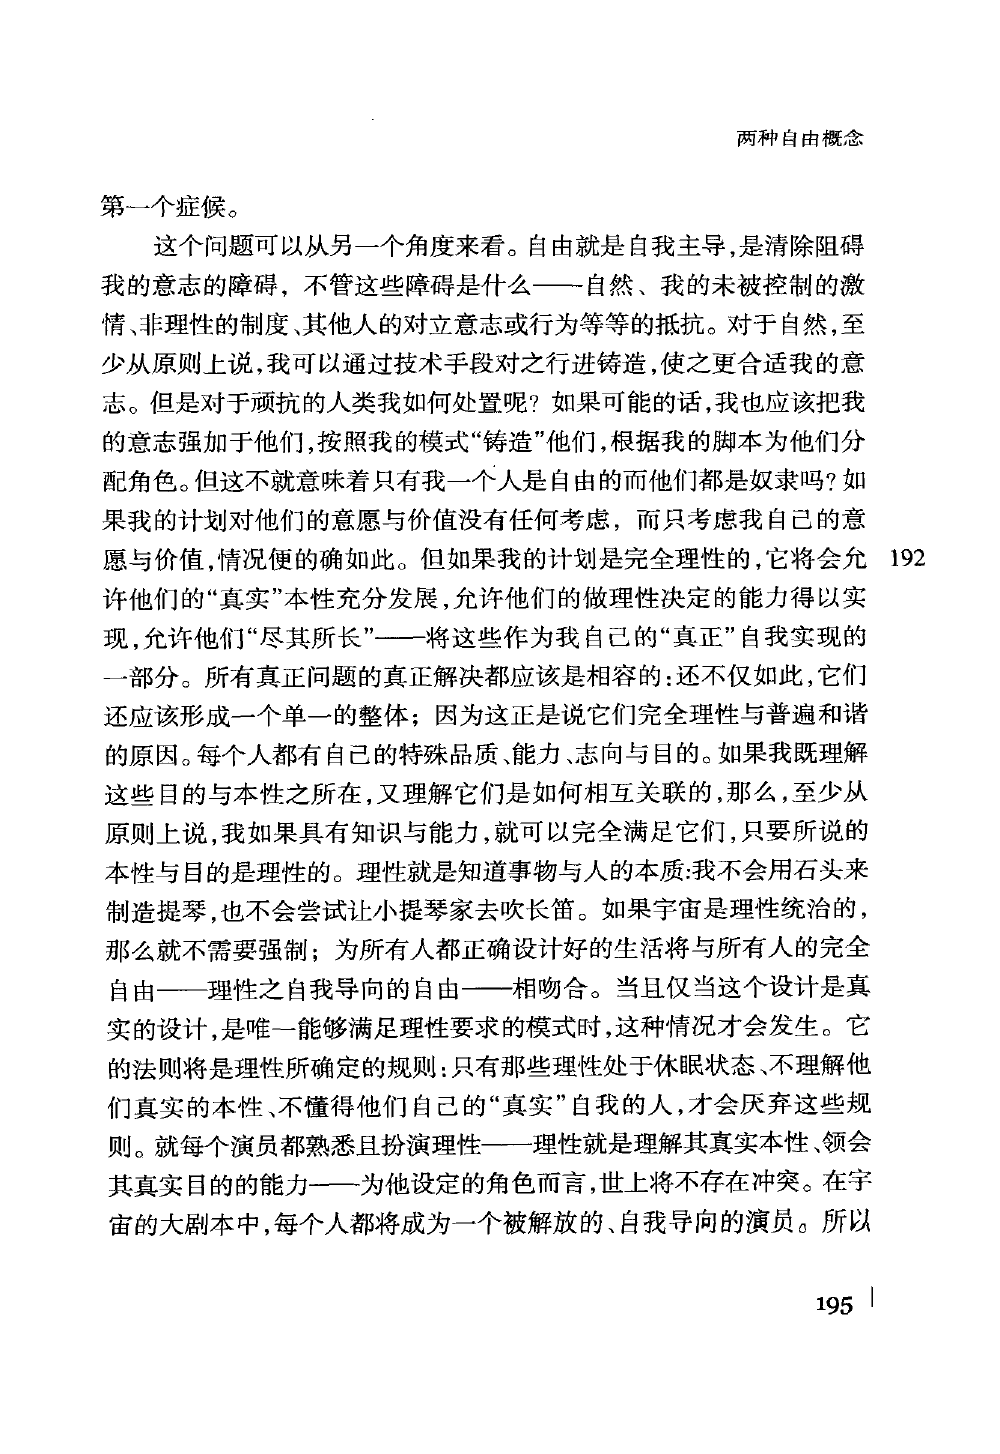 两种自由概念
第一个症候。
这个问题可以从另一个角度来看。自由就是自我主导,是清除阻碍
我的意志的障碍，不管这些障碍是什么——自然、我的未被控制的激
情、非理性的制度、其他人的对立意志或行为等等的抵抗。对于自然,至
少从原则上说,我可以通过技术手段对之行进铸造,使之更合适我的意
志。但是对于顽抗的人类我如何处置呢？如果可能的话,我也应该把我
的意志强加于他们,按照我的模式“铸造”他们,根据我的脚本为他们分
配角色。但这不就意味着只有我一个人是自由的而他们都是奴隶吗？如
果我的计划对他们的意愿与价值没有任何考虑，而只考虑我自己的意
愿与价值,情况便的确如此。但如果我的计划是完全理性的,它将会允 192
许他们的“真实”本性充分发展,允许他们的做理性决定的能力得以实
现,允许他们“尽其所长”——将这些作为我自己的“真正”自我实现的
一部分。所有真正问题的真正解决都应该是相容的:还不仅如此,它们
还应该形成一个单一的整体；因为这正是说它们完全理性与普遍和谐
的原因。每个人都有自己的特殊品质、能力、志向与目的。如果我既理解
这些目的与本性之所在,又理解它们是如何相互关联的,那么,至少从
原则上说,我如果具有知识与能力,就可以完全满足它们,只要所说的
本性与目的是理性的。理性就是知道事物与人的本质:我不会用石头来
制造提琴,也不会尝试让小提琴家去吹长笛。如果宇宙是理性统治的,
那么就不需要强制；为所有人都正确设计好的生活将与所有人的完全
自由——理性之自我导向的自由——相吻合。当且仅当这个设计是真
实的设计,是唯一能够满足理性要求的模式时,这种情况才会发生。它
的法则将是理性所确定的规则:只有那些理性处于休眠状态、不理解他
们真实的本性、不懂得他们自己的“真实”自我的人,才会厌弃这些规
则。就每个演员都熟悉且扮演理性——理性就是理解其真实本性、领会
其真实目的的能力——为他设定的角色而言,世上将不存在冲突。在宇
宙的大剧本中,每个人都将成为一个被解放的、自我导向的演员。所以
195